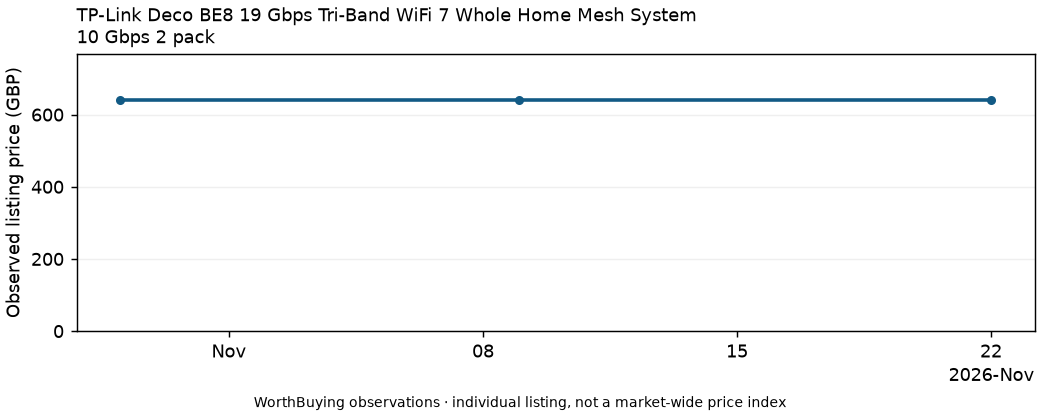 TP-Link Deco BE8 19 Gbps Tri-Band WiFi 7 Whole Home Mesh System
10 Gbps 2 pack
Observed listing price (GBP)
600
400
200
0
Nov
08
15
22
2026-Nov
WorthBuying observations · individual listing, not a market-wide price index